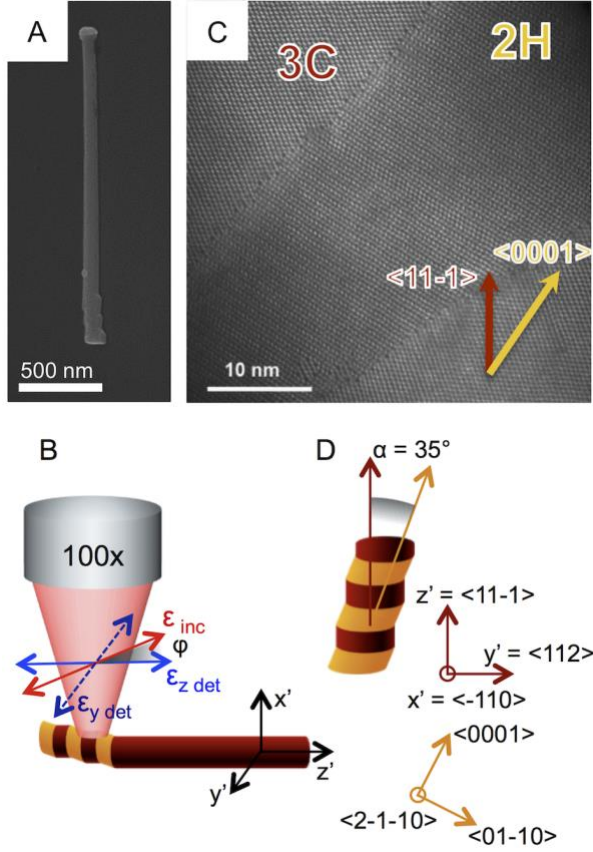 A
500 nm
C
3C
2H
<11-1>
<0001>
10 nm
B
100x
ε inc
φ
ε z det
ε y det
x'
y'
z'
D
α = 35°
z' = <11-1>
y' = <112>
x' = <-110>
<0001>
<2-1-10>
<01-10>